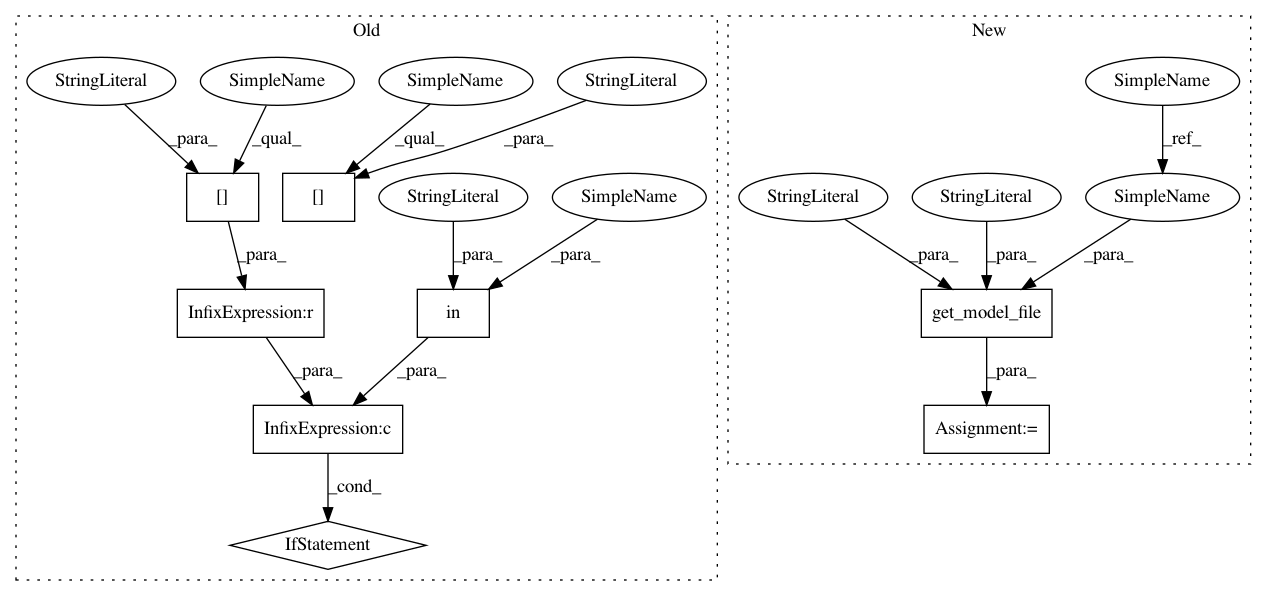 Old
New
StringLiteral
SimpleName
SimpleName
StringLiteral
SimpleName
_para_
_qual_
_qual_
_para_
_ref_
[]
[]
StringLiteral
SimpleName
StringLiteral
StringLiteral
SimpleName
_para_
_para_
_para_
_para_
_para_
_para_
InfixExpression:r
in
get_model_file
_para_
_para_
_para_
InfixExpression:c
Assignment:=
_cond_
IfStatement